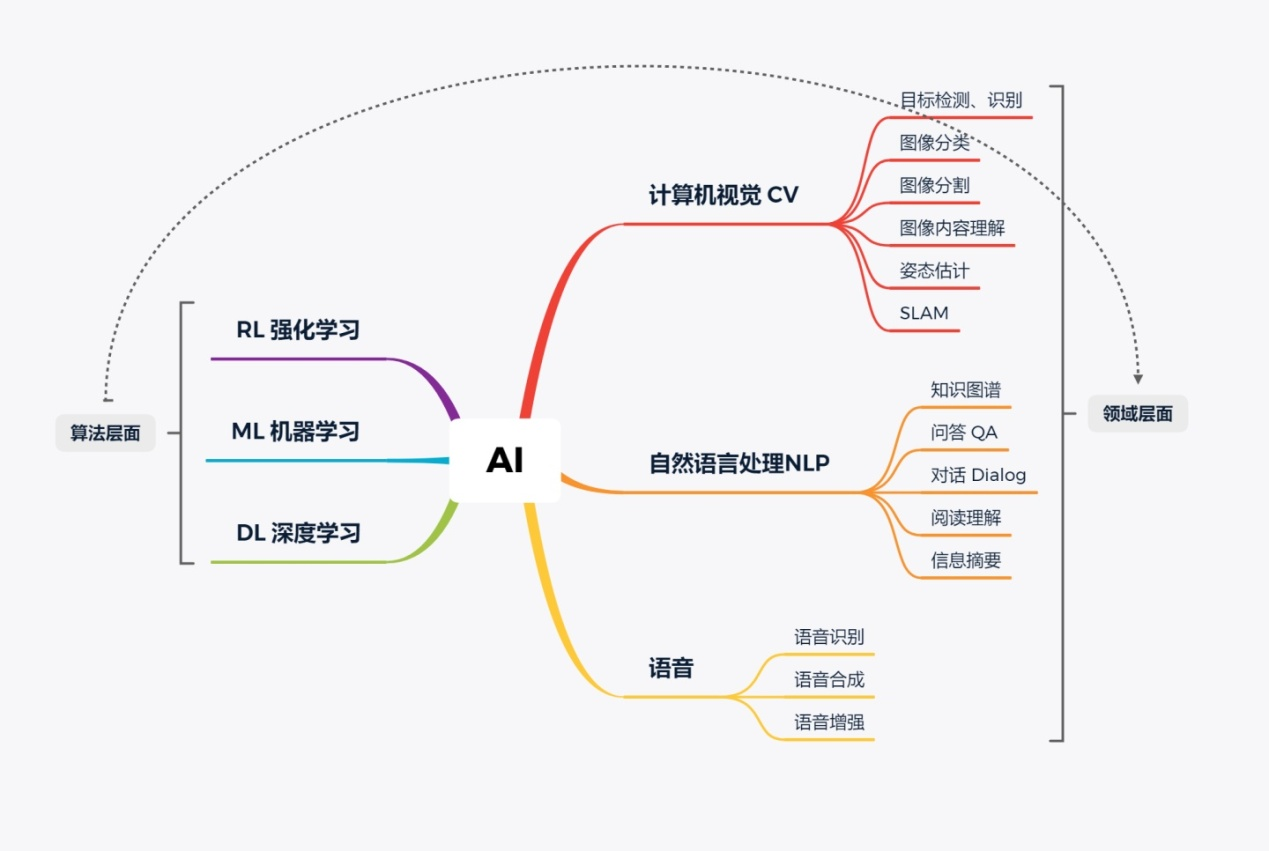 算法层面
RL 强化学习
ML 机器学习
DL 深度学习
AI
计算机视觉 CV
目标检测、识别
图像分类
图像分割
图像内容理解
姿态估计
SLAM
自然语言处理NLP
知识图谱
问答 QA
对话 Dialog
阅读理解
信息摘要
语音
语音识别
语音合成
语音增强
领域层面